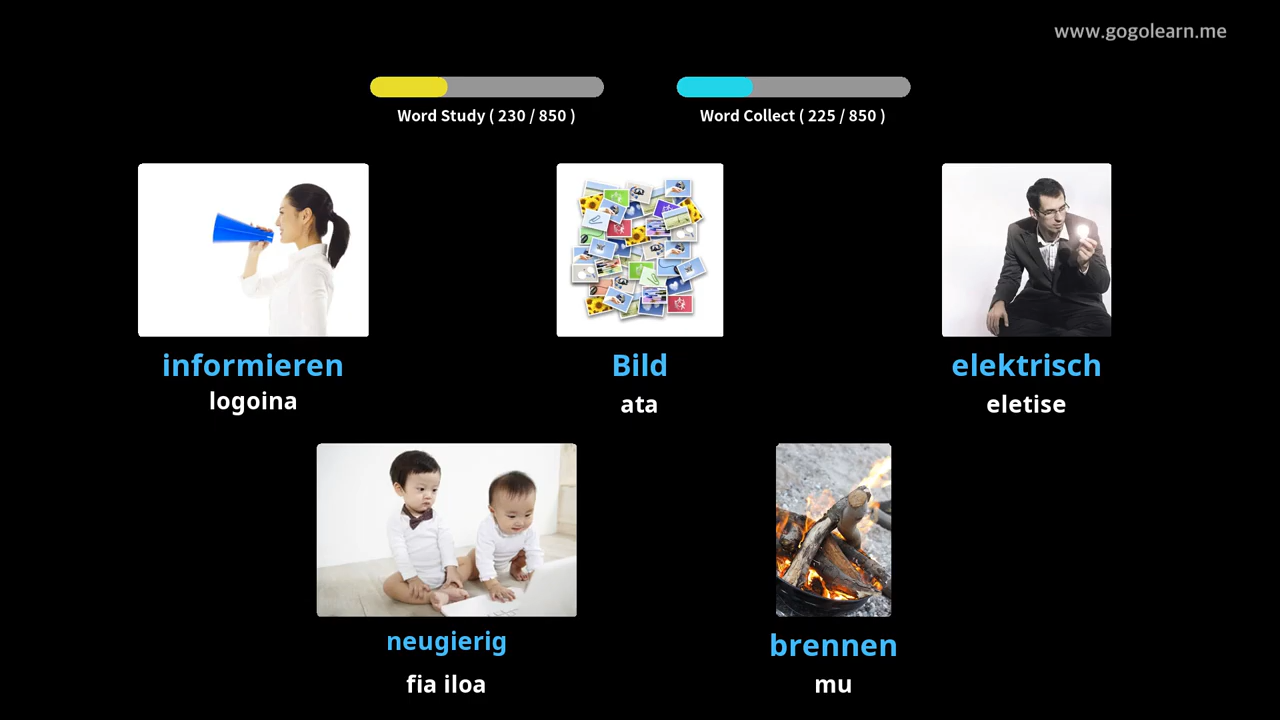 www.gogolearn.me
Word Study ( 230 / 850 )
Word Collect ( 225 / 850 )
informieren
logoina
Bild
ata
elektrisch
eletise
neugierig
fia iloa
brennen
mu